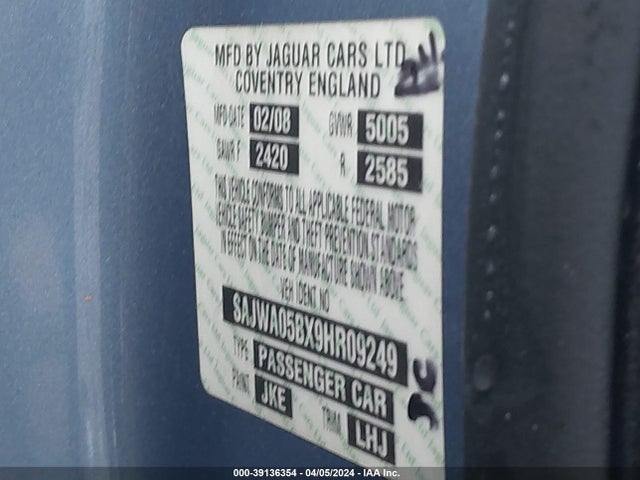 MFD BY JAGUAR CARS LTD
COVENTRY ENGLAND
MFD DATE 02/08 GVWR 5005
GAWR F 2420 R 2585
THIS VEHICLE CONFORMS TO ALL APPLICABLE FEDERAL MOTOR
VEHICLE SAFETY BUMPER AND THEFT PREVENTION STANDARDS
IN EFFECT ON THE DATE OF MANUFACTURE SHOWN ABOVE
VEH IDENT NO
SAJWA05BX9HR09249
TYPE PASSENGER CAR
PAINT JKE TRIM LHJ
JC
000-39136354 - 04/05/2024 - IAA Inc.